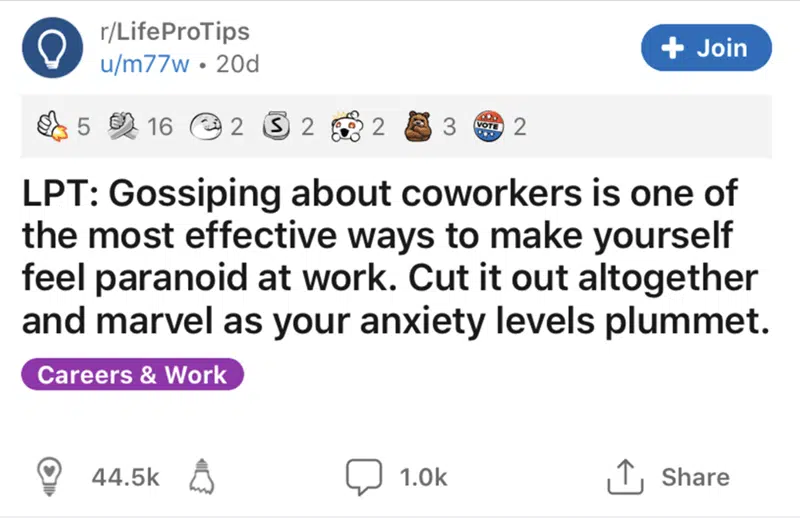 r/LifeProTips
u/m77w • 20d
+ Join
5 16 2 S 2 2 3 VOTE 2
LPT: Gossiping about coworkers is one of
the most effective ways to make yourself
feel paranoid at work. Cut it out altogether
and marvel as your anxiety levels plummet.
Careers & Work
44.5k 1.0k Share